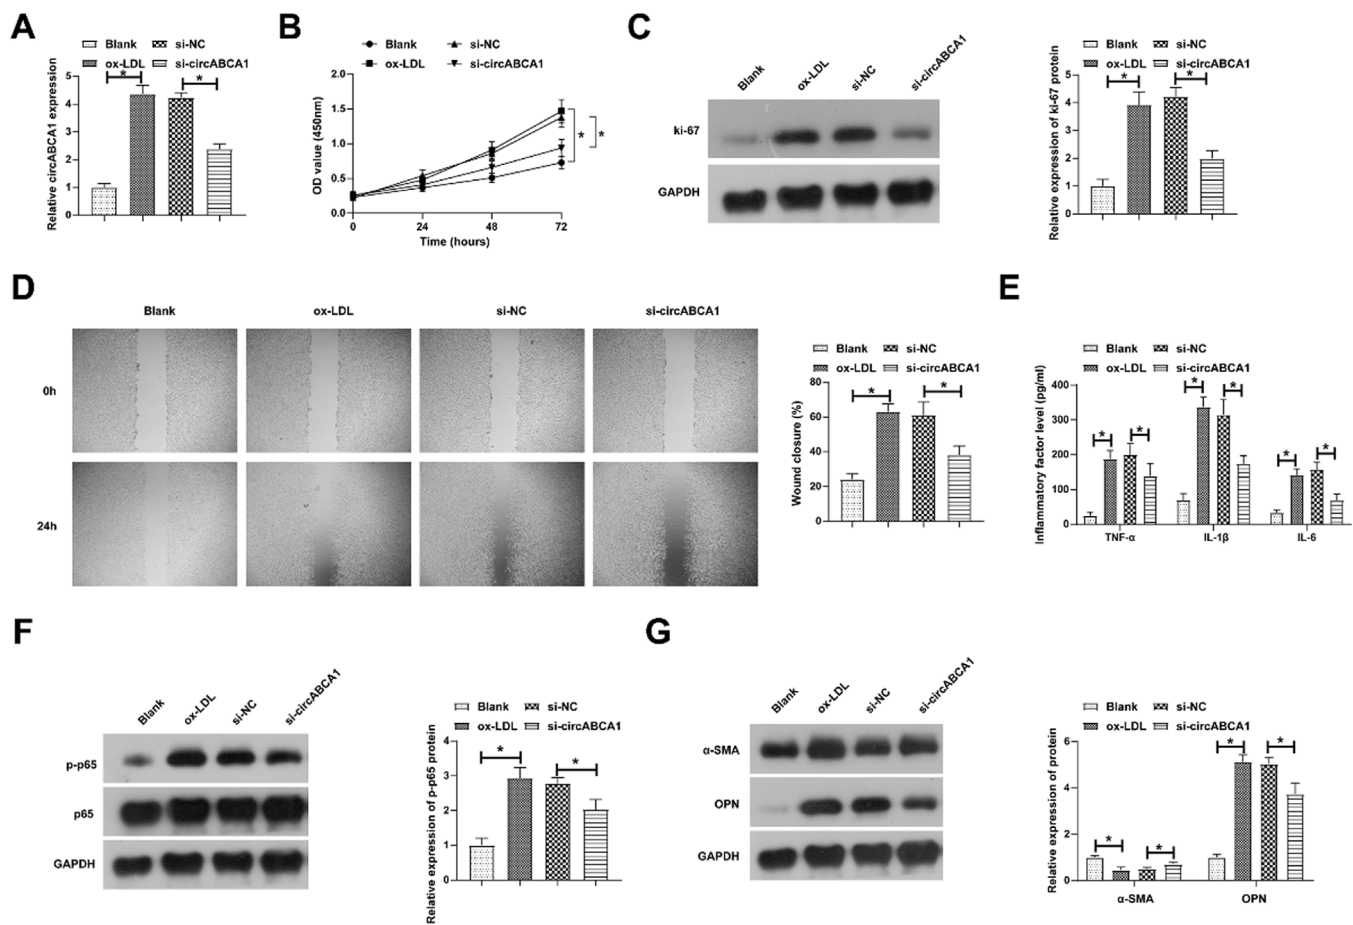 A
Blank
si-NC
ox-LDL
si-circABCA1
Relative circABCA1 expression
5
4
3
2
1
0
*
*
B
Blank
si-NC
ox-LDL
si-circABCA1
OD value (450nm)
2.0
1.5
1.0
0.5
0.0
0
24
48
72
Time (hours)
*
*
C
Blank
ox-LDL
si-NC
si-circABCA1
ki-67
GAPDH
Blank
si-NC
ox-LDL
si-circABCA1
Relative expression of ki-67 protein
5
4
3
2
1
0
*
*
D
Blank
ox-LDL
si-NC
si-circABCA1
0h
24h
Blank
si-NC
ox-LDL
si-circABCA1
Wound closure (%)
80
60
40
20
0
*
*
E
Blank
si-NC
ox-LDL
si-circABCA1
Inflammatory factor level (pg/ml)
400
300
200
100
0
*
*
*
*
*
*
TNF-α
IL-1β
IL-6
F
Blank
ox-LDL
si-NC
si-circABCA1
p-p65
p65
GAPDH
Blank
si-NC
ox-LDL
si-circABCA1
Relative expression of p-p65 protein
4
3
2
1
0
*
*
G
Blank
ox-LDL
si-NC
si-circABCA1
α-SMA
OPN
GAPDH
Blank
si-NC
ox-LDL
si-circABCA1
Relative expression of protein
6
4
2
0
*
*
*
*
α-SMA
OPN